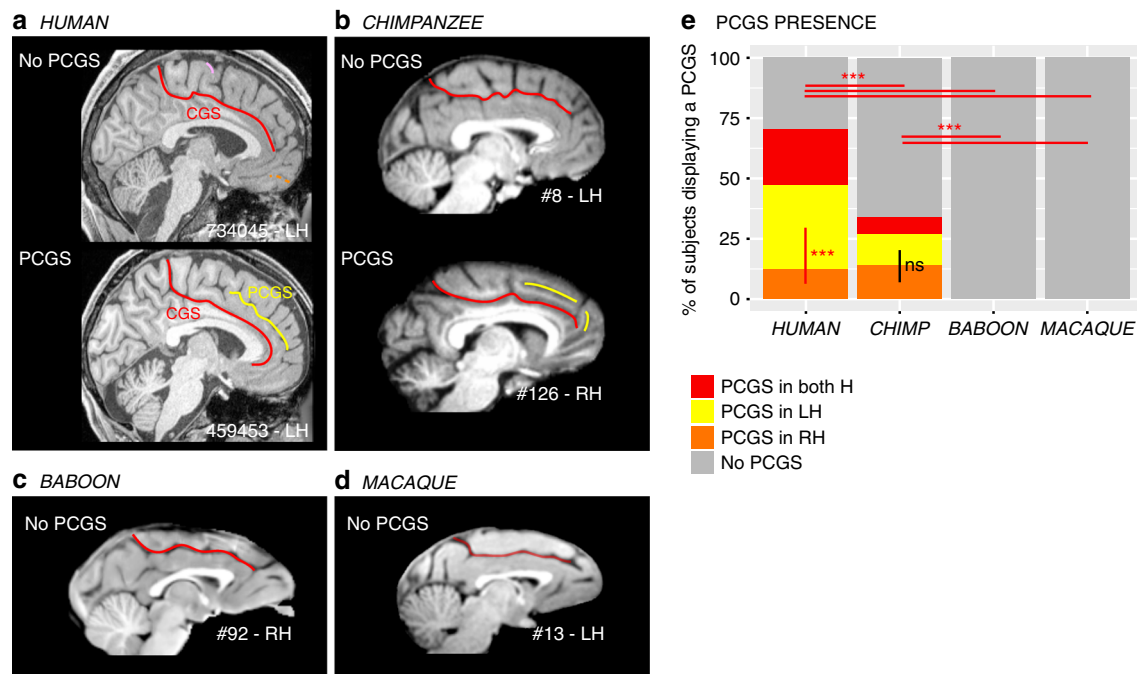 a HUMAN
No PCGS
CGS
734045 - LH
PCGS
PCGS
CGS
459453 - LH
b CHIMPANZEE
No PCGS
#8 - LH
PCGS
#126 - RH
c BABOON
No PCGS
#92 - RH
d MACAQUE
No PCGS
#13 - LH
e PCGS PRESENCE
% of subjects displaying a PCGS
100
75
50
25
0
***
***
***
ns
HUMAN CHIMP BABOON MACAQUE
PCGS in both H
PCGS in LH
PCGS in RH
No PCGS